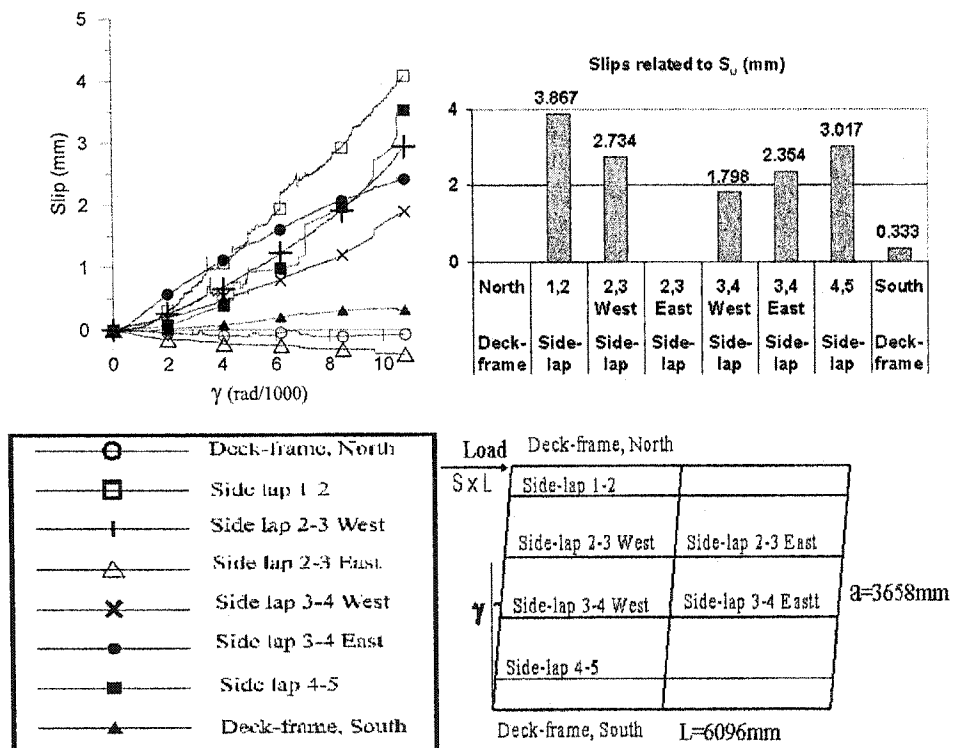 5
4
3
2
1
0
Slip (mm)
0 2 4 6 8 10
γ (rad/1000)
Slips related to Sᵤ (mm)
4
2
0
3.867
2.734
1.798
2.354
3.017
0.333
North 1,2 2,3 2,3 3,4 3,4 4,5 South
West East West East
Deck- Side- Side- Side- Side- Side- Side- Deck-
frame lap lap lap lap lap lap frame
Deck-frame, North
Side lap 1-2
Side lap 2-3 West
Side lap 2-3 East
Side lap 3-4 West
Side lap 3-4 East
Side lap 4-5
Deck-frame, South
Load Deck-frame, North
S x L
Side-lap 1-2
Side-lap 2-3 West Side-lap 2-3 East
γ Side-lap 3-4 West Side-lap 3-4 Eastt a=3658mm
Side-lap 4-5
Deck-frame, South L=6096mm